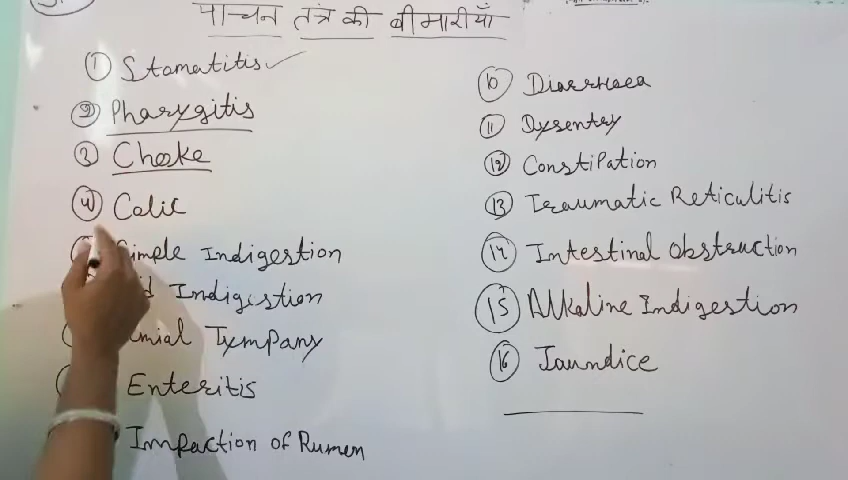 पाचन तंत्र की बीमारीयाँ
① Stomatitis ✓
② Pharygitis
③ Choke
④ Colic
Simple Indigestion
Indigestion
Tympany
Enteritis
Impaction of Rumen
⑩ Diarrhoea
⑪ Dysentry
⑫ Constipation
⑬ Traumatic Reticulitis
⑭ Intestinal obstruction
⑮ Alkaline Indigestion
⑯ Jaundice